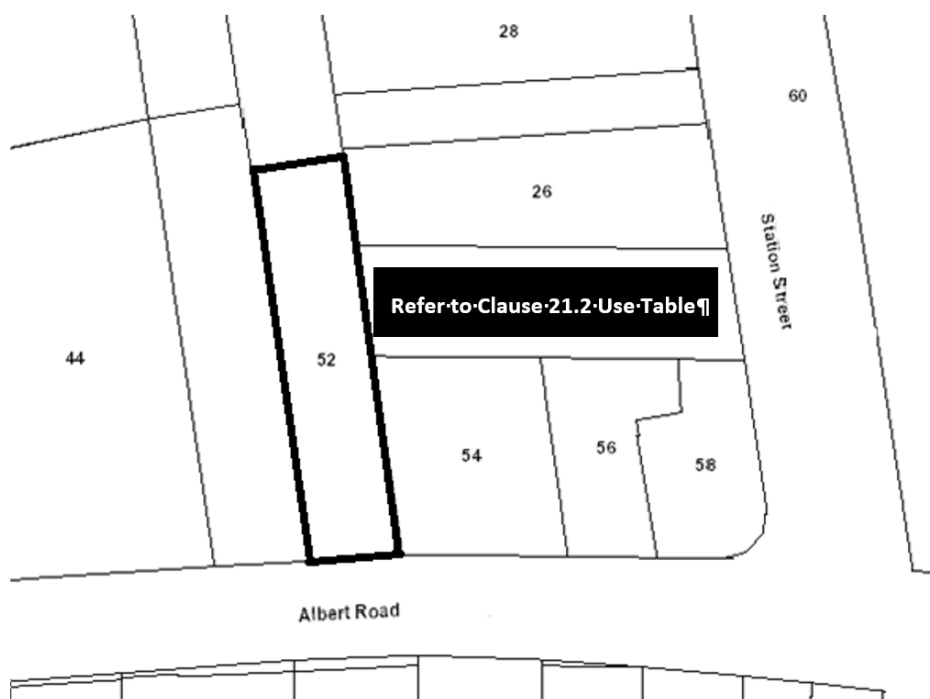 28
60
26
Station Street
Refer·to·Clause·21.2·Use·Table¶
44
52
54
56
58
Albert Road